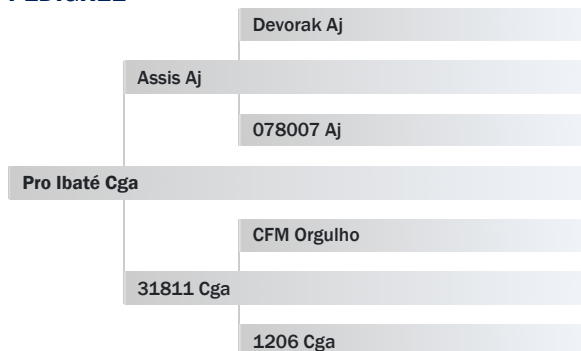 Devorak Aj
Assis Aj
078007 Aj
Pro Ibaté Cga
CFM Orgulho
31811 Cga
1206 Cga